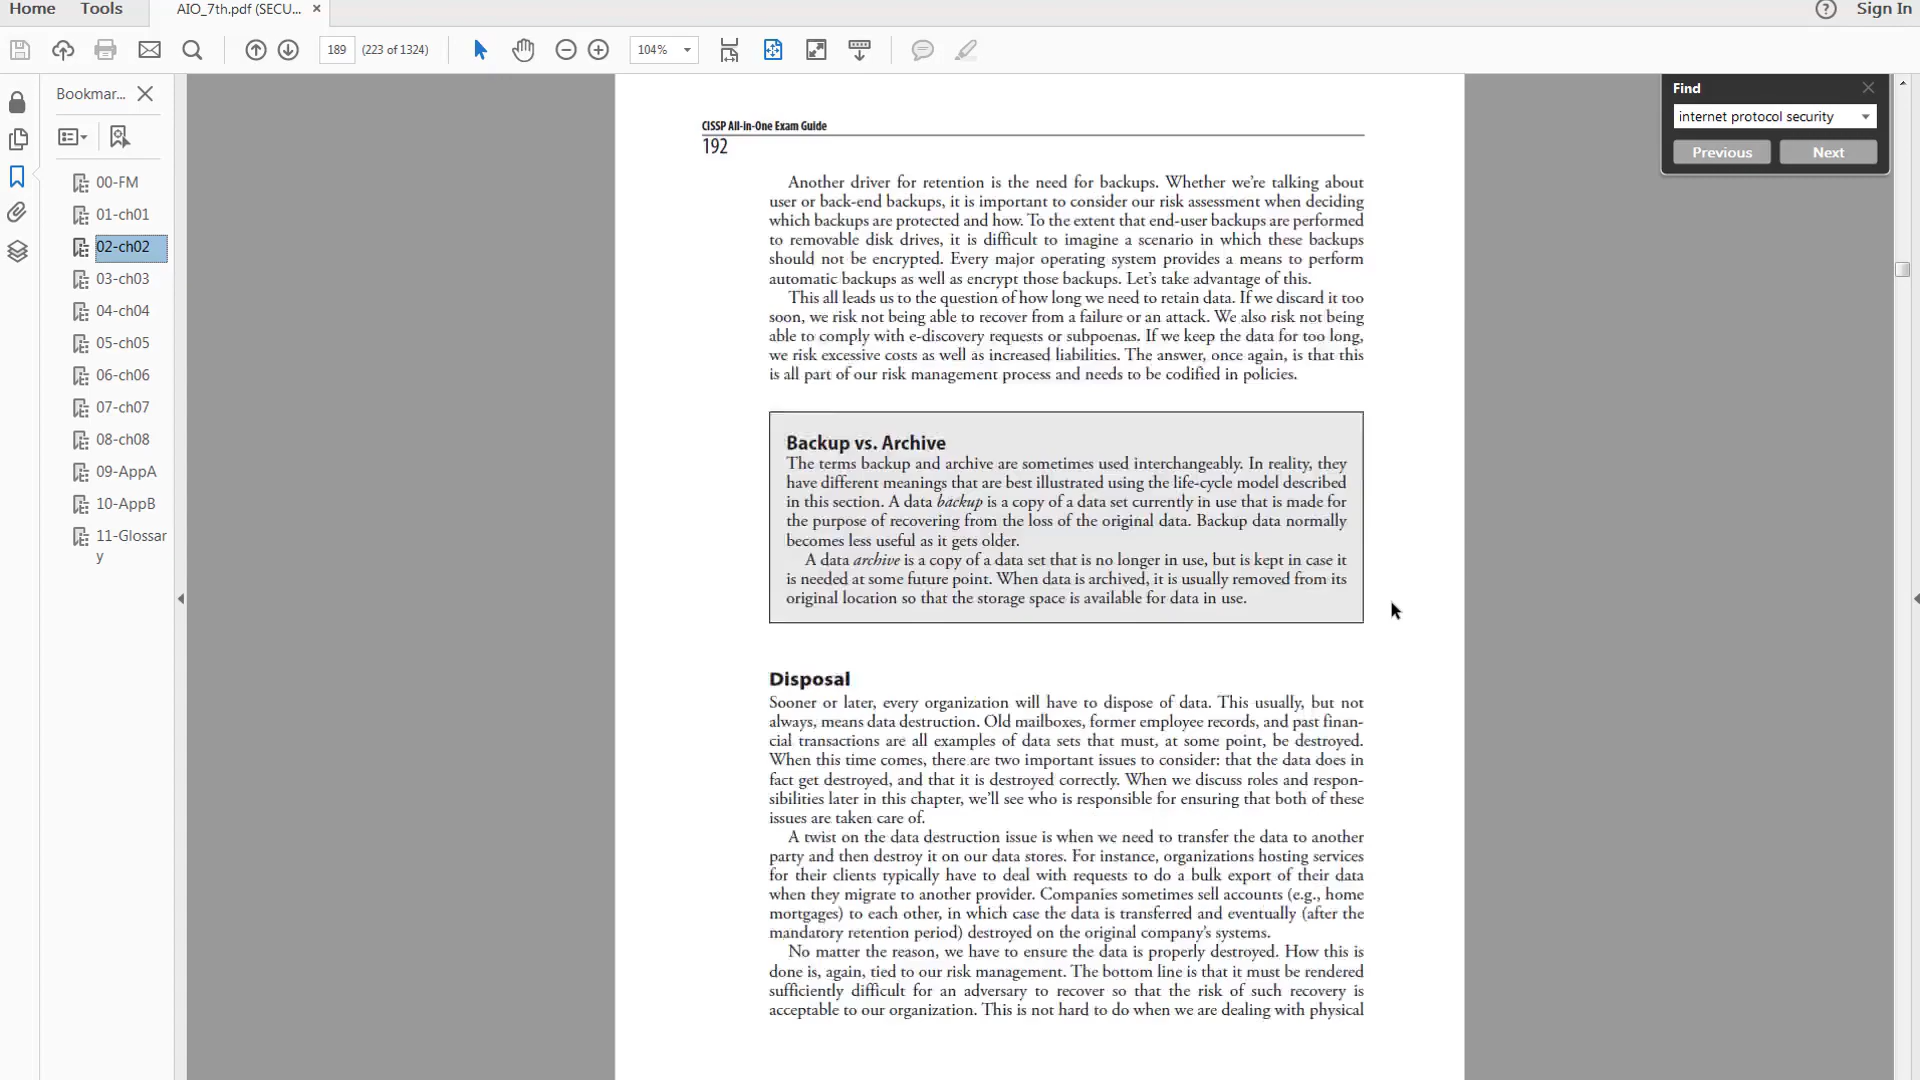 Home
Tools
AIO_7th.pdf (SECU... ×
? Sign In
189 (223 of 1324)
104%
Bookmar...
00-FM
01-ch01
02-ch02
03-ch03
04-ch04
05-ch05
06-ch06
07-ch07
08-ch08
09-AppA
10-AppB
11-Glossar
y
Find
internet protocol security
Previous
Next
CISSP All-in-One Exam Guide
192
Another driver for retention is the need for backups. Whether we're talking about
user or back-end backups, it is important to consider our risk assessment when deciding
which backups are protected and how. To the extent that end-user backups are performed
to removable disk drives, it is difficult to imagine a scenario in which these backups
should not be encrypted. Every major operating system provides a means to perform
automatic backups as well as encrypt those backups. Let's take advantage of this.
This all leads us to the question of how long we need to retain data. If we discard it too
soon, we risk not being able to recover from a failure or an attack. We also risk not being
able to comply with e-discovery requests or subpoenas. If we keep the data for too long,
we risk excessive costs as well as increased liabilities. The answer, once again, is that this
is all part of our risk management process and needs to be codified in policies.
Backup vs. Archive
The terms backup and archive are sometimes used interchangeably. In reality, they
have different meanings that are best illustrated using the life-cycle model described
in this section. A data backup is a copy of a data set currently in use that is made for
the purpose of recovering from the loss of the original data. Backup data normally
becomes less useful as it gets older.
A data archive is a copy of a data set that is no longer in use, but is kept in case it
is needed at some future point. When data is archived, it is usually removed from its
original location so that the storage space is available for data in use.
Disposal
Sooner or later, every organization will have to dispose of data. This usually, but not
always, means data destruction. Old mailboxes, former employee records, and past finan-
cial transactions are all examples of data sets that must, at some point, be destroyed.
When this time comes, there are two important issues to consider: that the data does in
fact get destroyed, and that it is destroyed correctly. When we discuss roles and respon-
sibilities later in this chapter, we'll see who is responsible for ensuring that both of these
issues are taken care of.
A twist on the data destruction issue is when we need to transfer the data to another
party and then destroy it on our data stores. For instance, organizations hosting services
for their clients typically have to deal with requests to do a bulk export of their data
when they migrate to another provider. Companies sometimes sell accounts (e.g., home
mortgages) to each other, in which case the data is transferred and eventually (after the
mandatory retention period) destroyed on the original company's systems.
No matter the reason, we have to ensure the data is properly destroyed. How this is
done is, again, tied to our risk management. The bottom line is that it must be rendered
sufficiently difficult for an adversary to recover so that the risk of such recovery is
acceptable to our organization. This is not hard to do when we are dealing with physical